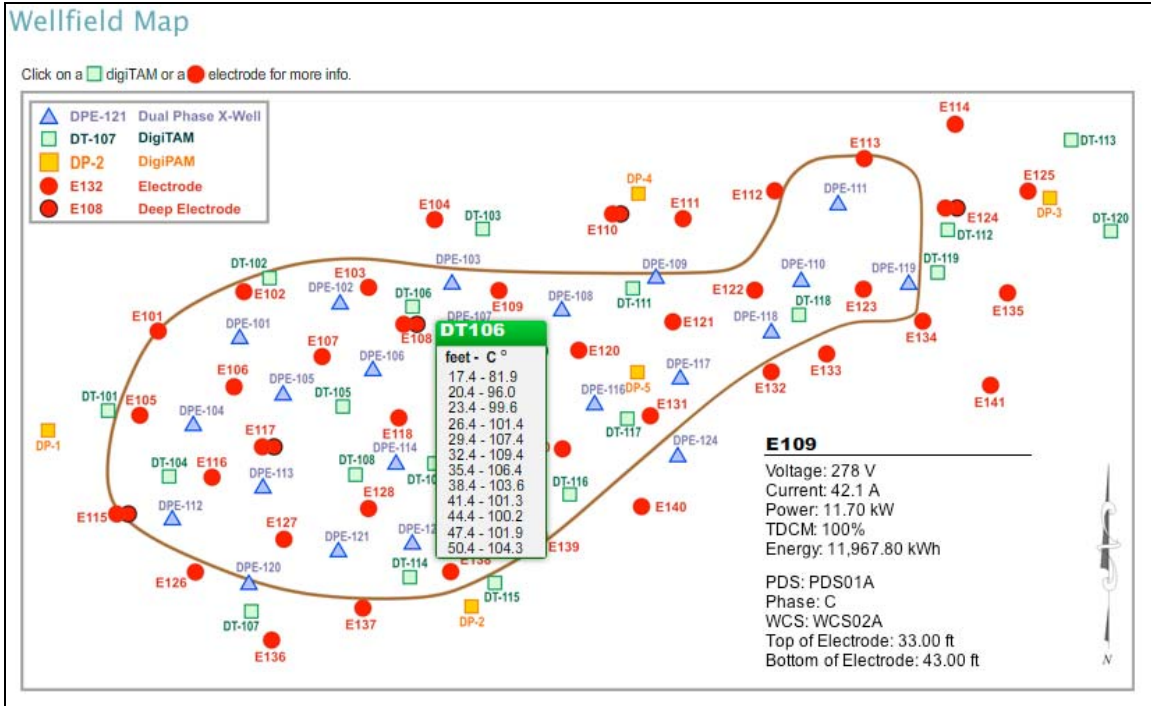 Wellfield Map
Click on a digiTAM or a electrode for more info.
DPE-121 Dual Phase X-Well
DT-107 DigiTAM
DP-2 DigiPAM
E132 Electrode
E108 Deep Electrode
E114
E113
DT-113
DP-4
E112
DPE-111
E125
E104
DT-103
E111
E110
E124
DP-3
DT-120
DT-112
DT-102
DPE-103
DPE-109
DPE-110
DPE-119
DT-119
E102
DPE-102
E103
DT-106
E109
DPE-108
DT-111
E122
DT-118
E123
E135
E101
DPE-101
E108
DPE-107
E121
DPE-118
E134
E107
DPE-106
E120
DPE-117
E133
E106
DPE-105
DP-5
E132
E141
DT-101
E105
DPE-104
DT-105
DPE-116
E131
DT-117
DP-1
E117
E118
DPE-124
DT-104
E116
DPE-113
DT-108
DPE-114
DT-116
E115
DPE-112
E127
E128
E140
DPE-121
E139
E126
DPE-120
DT-114
E138
DT-115
DT-107
E137
DP-2
E136
DT106
feet - C °
17.4 - 81.9
20.4 - 96.0
23.4 - 99.6
26.4 - 101.4
29.4 - 107.4
32.4 - 109.4
35.4 - 106.4
38.4 - 103.6
41.4 - 101.3
44.4 - 100.2
47.4 - 101.9
50.4 - 104.3
E109
Voltage: 278 V
Current: 42.1 A
Power: 11.70 kW
TDCM: 100%
Energy: 11,967.80 kWh
PDS: PDS01A
Phase: C
WCS: WCS02A
Top of Electrode: 33.00 ft
Bottom of Electrode: 43.00 ft
N